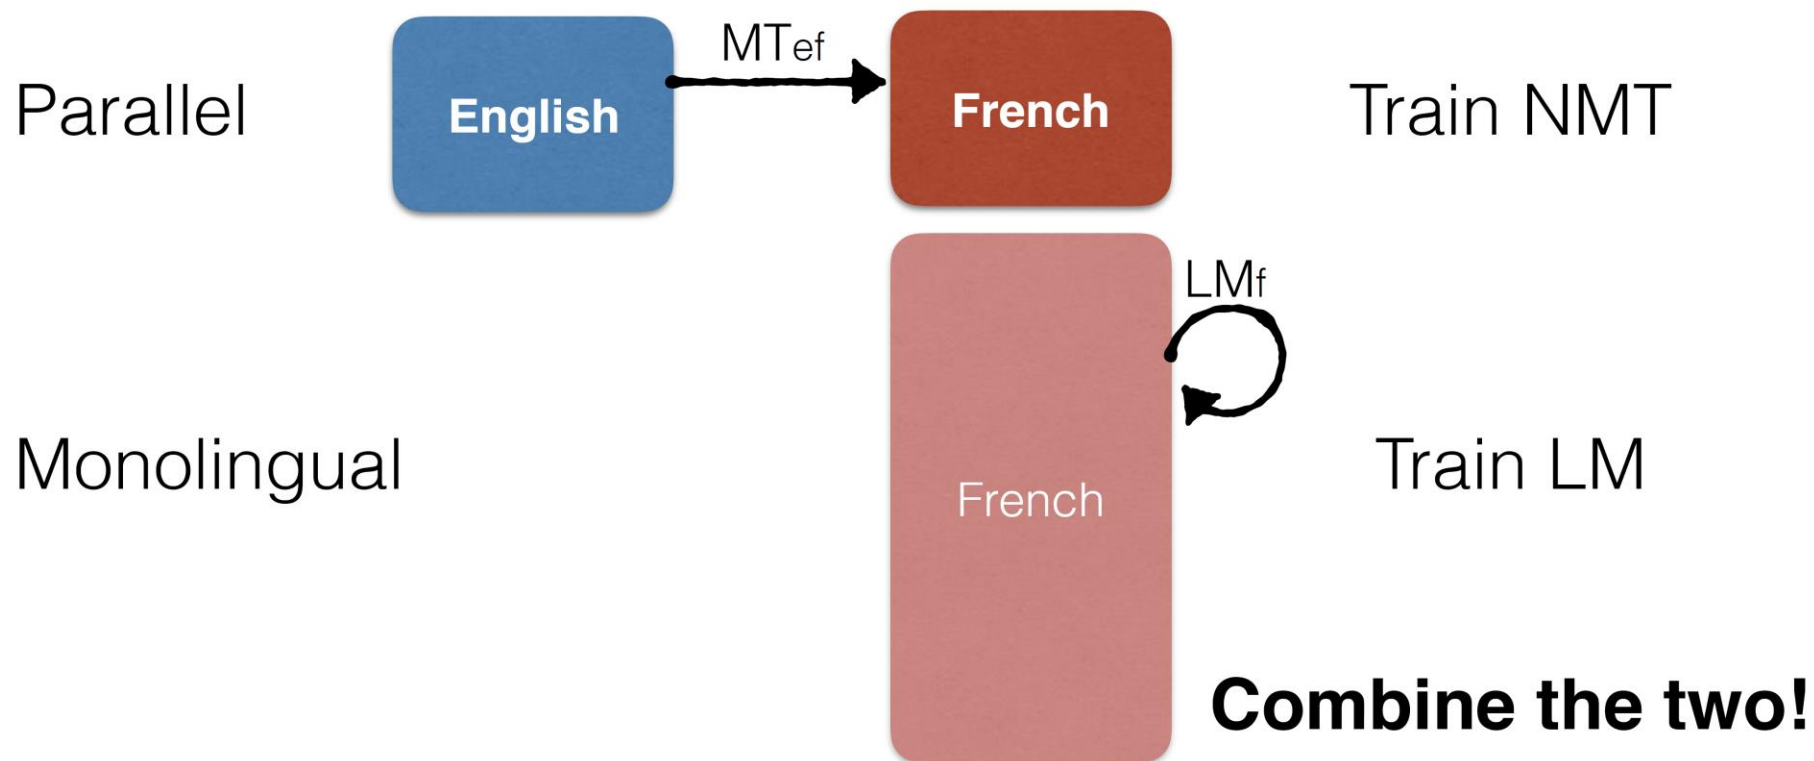 MTef
Parallel
English
French
Train NMT
LMf
Monolingual
French
Train LM
Combine the two!